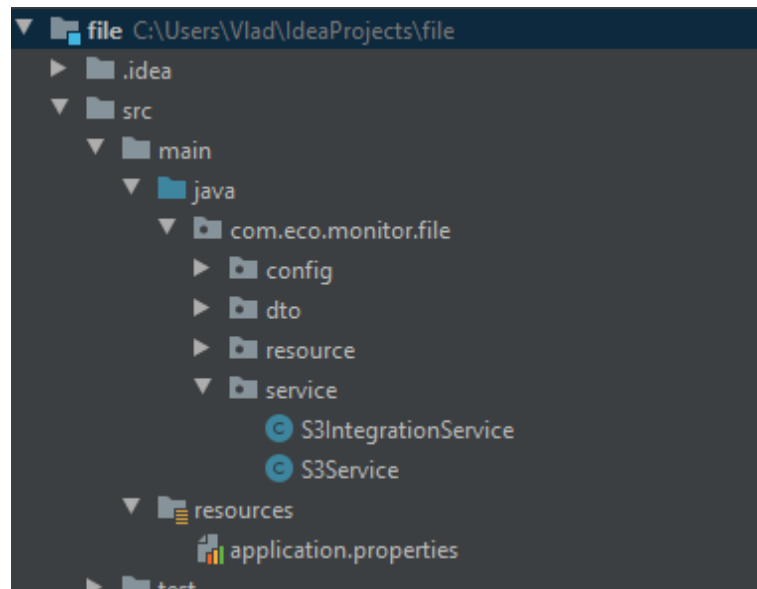 file C:\Users\Vlad\IdeaProjects\file
.idea
src
main
java
com.eco.monitor.file
config
dto
resource
service
C S3IntegrationService
C S3Service
resources
application.properties
test